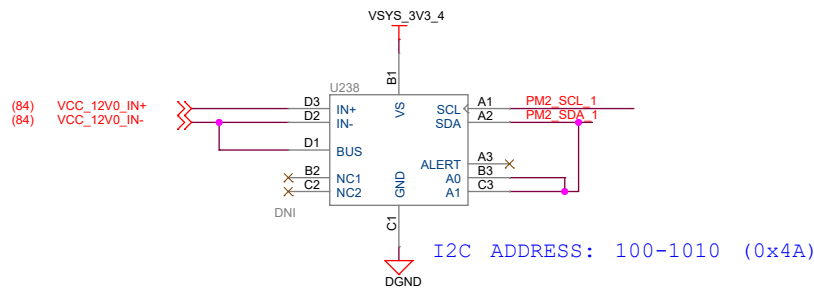 VSYS_3V3_4
B1
U238
(84) VCC_12V0_IN+ D3 IN+ VS SCL A1 PM2_SCL_1
(84) VCC_12V0_IN- D2 IN- SDA A2 PM2_SDA_1
D1 BUS
ALERT A3
B2 NC1 A0 B3
C2 NC2 GND A1 C3
DNI
C1
I2C ADDRESS: 100-1010 (0x4A)
DGND